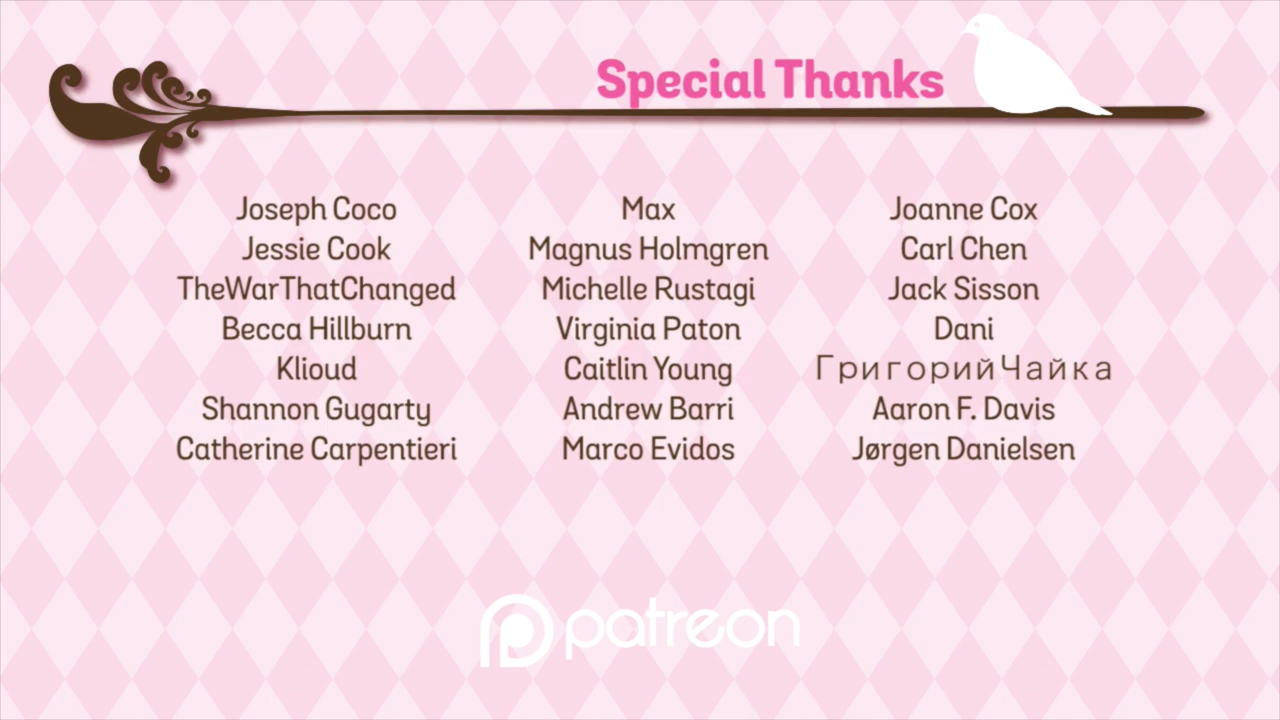 Special Thanks
Joseph Coco
Jessie Cook
TheWarThatChanged
Becca Hillburn
Klioud
Shannon Gugarty
Catherine Carpentieri
Max
Magnus Holmgren
Michelle Rustagi
Virginia Paton
Caitlin Young
Andrew Barri
Marco Evidos
Joanne Cox
Carl Chen
Jack Sisson
Dani
ГригорийЧайка
Aaron F. Davis
Jørgen Danielsen
patreon